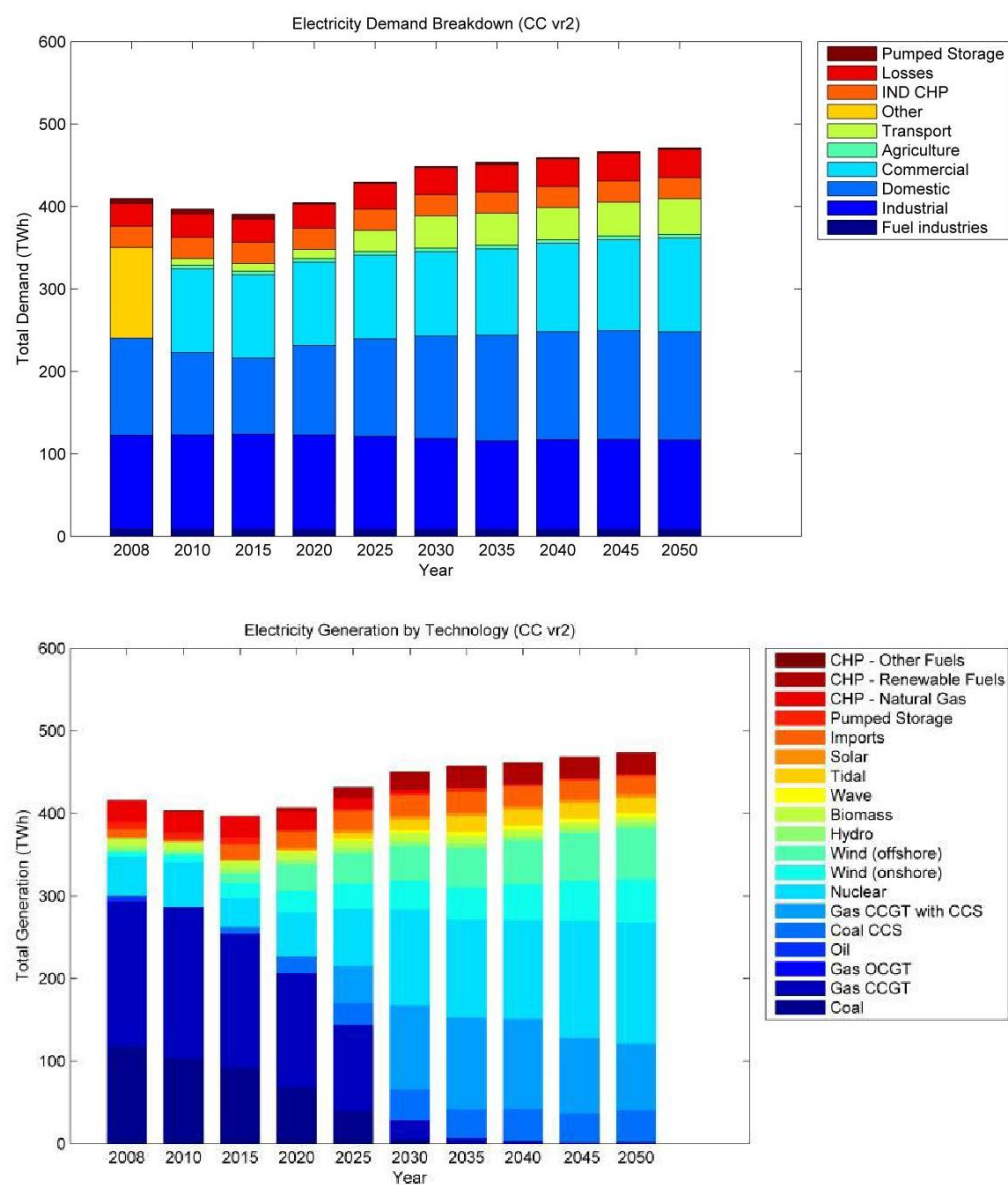 Electricity Demand Breakdown (CC vr2)
600
500
400
300
200
100
0
Total Demand (TWh)
2008 2010 2015 2020 2025 2030 2035 2040 2045 2050
Year
Pumped Storage
Losses
IND CHP
Other
Transport
Agriculture
Commercial
Domestic
Industrial
Fuel industries
Electricity Generation by Technology (CC vr2)
600
500
400
300
200
100
0
Total Generation (TWh)
2008 2010 2015 2020 2025 2030 2035 2040 2045 2050
Year
CHP - Other Fuels
CHP - Renewable Fuels
CHP - Natural Gas
Pumped Storage
Imports
Solar
Tidal
Wave
Biomass
Hydro
Wind (offshore)
Wind (onshore)
Nuclear
Gas CCGT with CCS
Coal CCS
Oil
Gas OCGT
Gas CCGT
Coal